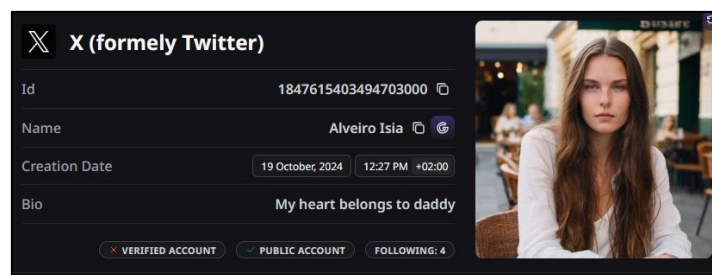 X (formely Twitter)
Id 1847615403494703000
Name Alveiro Isia
Creation Date 19 October, 2024 12:27 PM +02:00
Bio My heart belongs to daddy
× VERIFIED ACCOUNT ✓ PUBLIC ACCOUNT FOLLOWING: 4